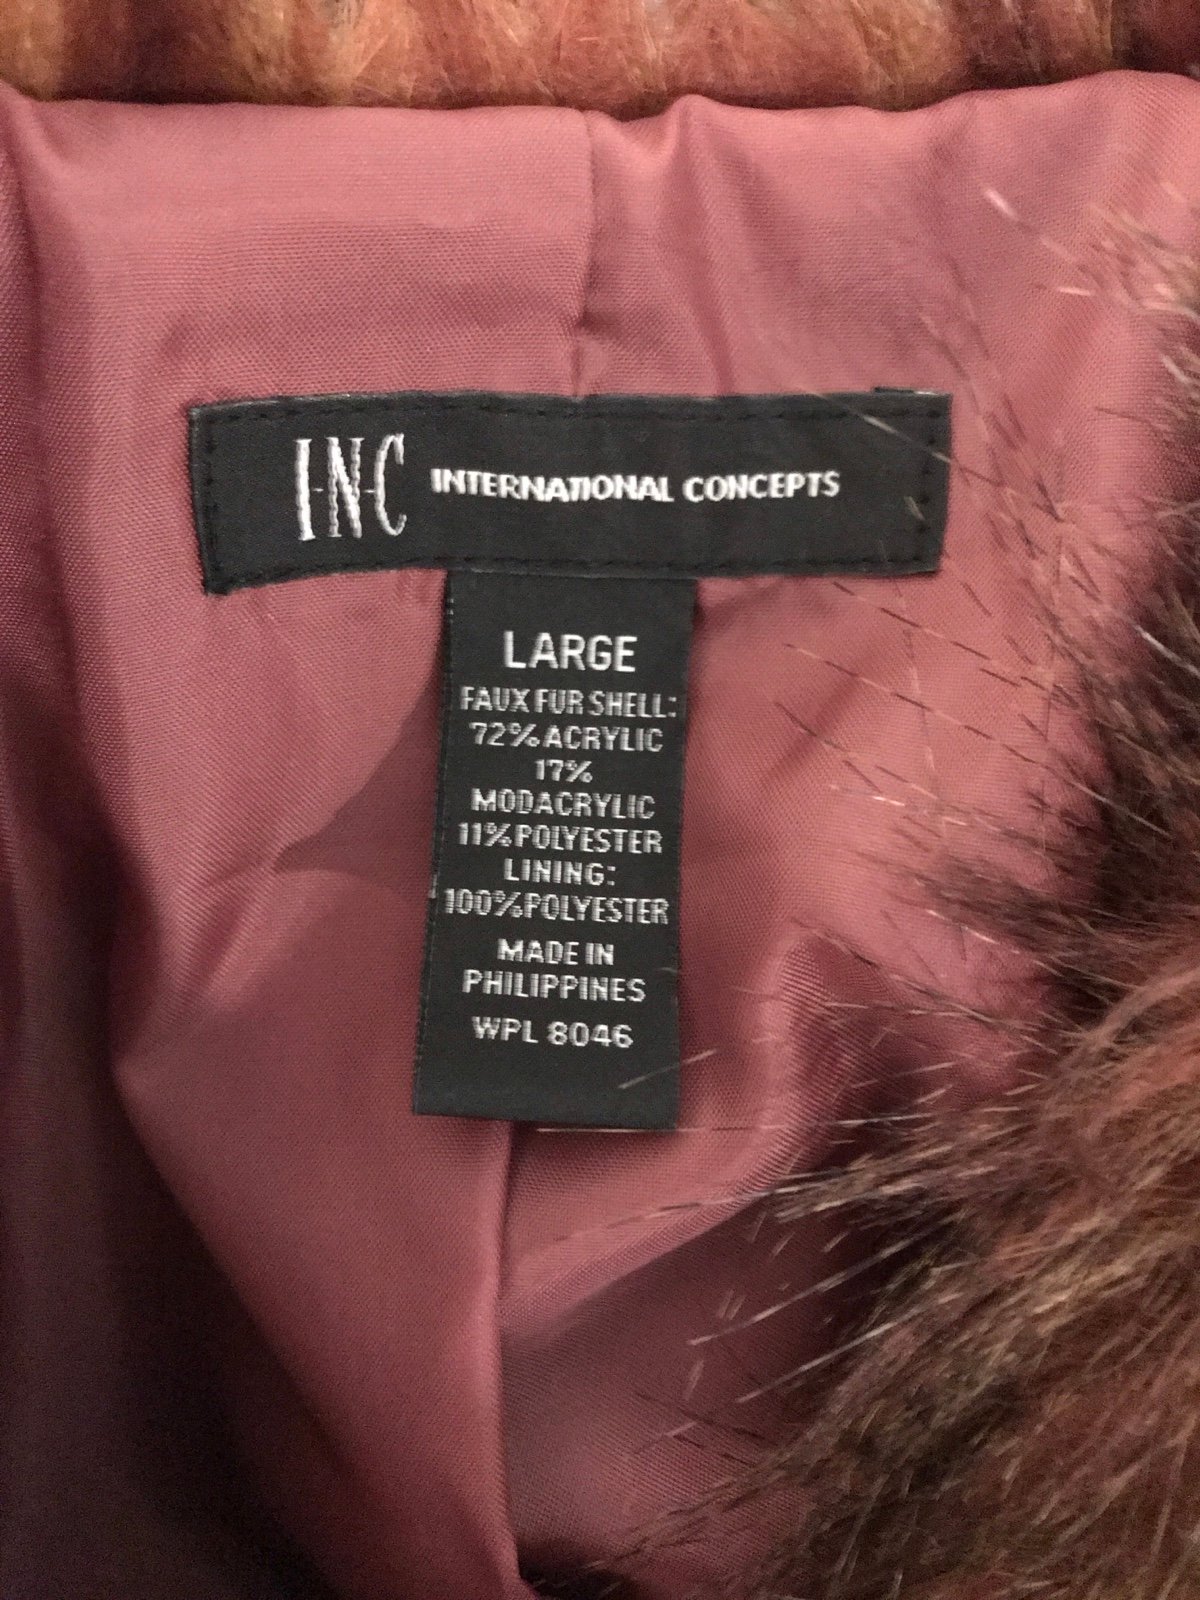 I·N·C INTERNATIONAL CONCEPTS
LARGE
FAUX FUR SHELL:
72% ACRYLIC
17%
MODACRYLIC
11% POLYESTER
LINING:
100% POLYESTER
MADE IN
PHILIPPINES
WPL 8046